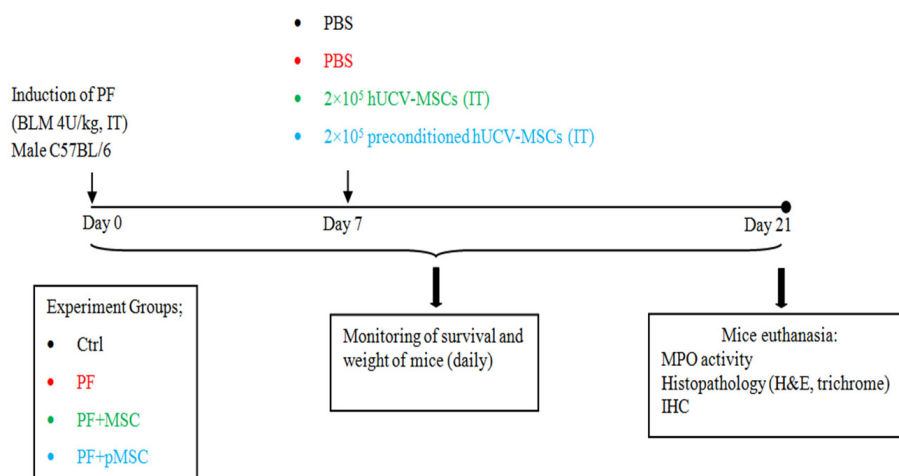 • PBS
• PBS
• 2×10⁵ hUCV-MSCs (IT)
• 2×10⁵ preconditioned hUCV-MSCs (IT)
Induction of PF
(BLM 4U/kg, IT)
Male C57BL/6
Day 0
Day 7
Day 21
Experiment Groups;
• Ctrl
• PF
• PF+MSC
• PF+pMSC
Monitoring of survival and
weight of mice (daily)
Mice euthanasia:
MPO activity
Histopathology (H&E, trichrome)
IHC